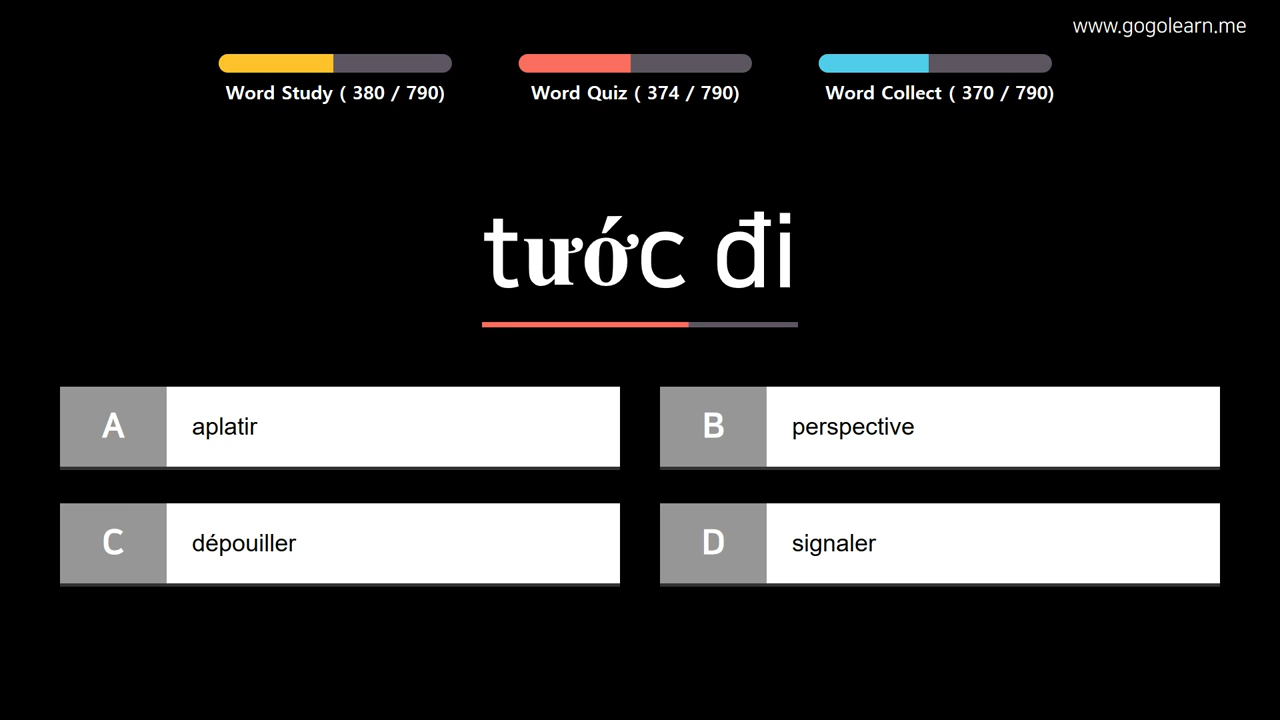 www.gogolearn.me
Word Study ( 380 / 790)
Word Quiz ( 374 / 790)
Word Collect ( 370 / 790)
tước đi
A aplatir
B perspective
C dépouiller
D signaler